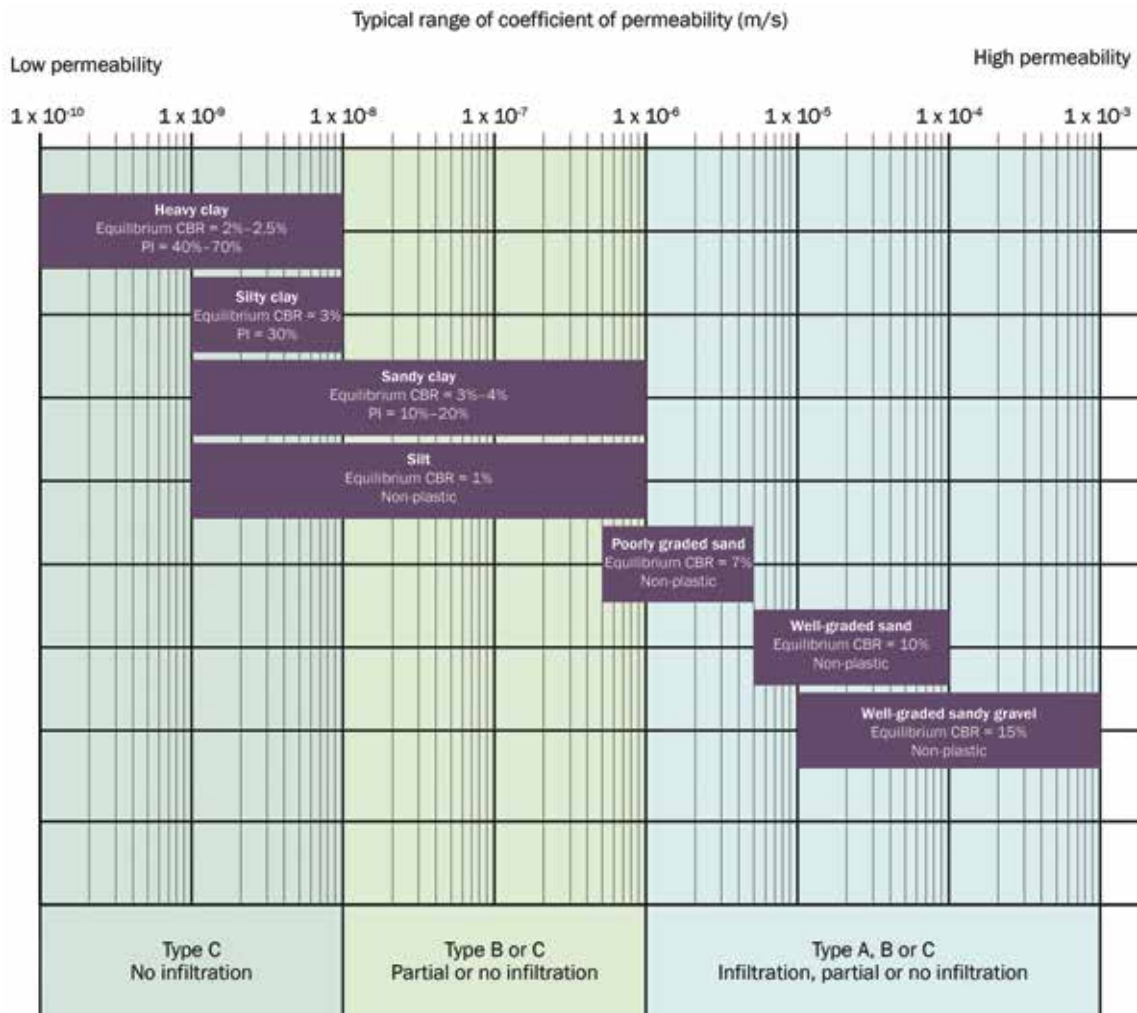 Typical range of coefficient of permeability (m/s)
Low permeability
High permeability
1 x 10⁻¹⁰ 1 x 10⁻⁹ 1 x 10⁻⁸ 1 x 10⁻⁷ 1 x 10⁻⁶ 1 x 10⁻⁵ 1 x 10⁻⁴ 1 x 10⁻³
Heavy clay
Equilibrium CBR = 2%–2.5%
PI = 40%–70%
Silty clay
Equilibrium CBR = 3%
PI = 30%
Sandy clay
Equilibrium CBR = 3%–4%
PI = 10%–20%
Silt
Equilibrium CBR = 1%
Non-plastic
Poorly graded sand
Equilibrium CBR = 7%
Non-plastic
Well-graded sand
Equilibrium CBR = 10%
Non-plastic
Well-graded sandy gravel
Equilibrium CBR = 15%
Non-plastic
Type C
No infiltration
Type B or C
Partial or no infiltration
Type A, B or C
Infiltration, partial or no infiltration